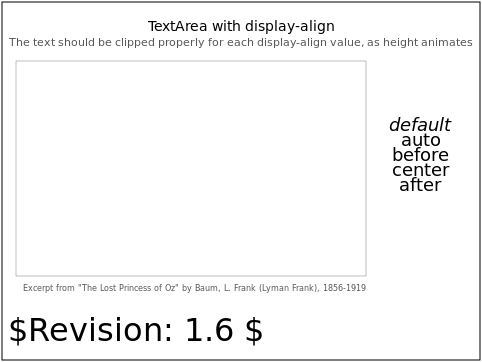 TextArea with display-align
The text should be clipped properly for each display-align value, as height animates
default
auto
before
center
after
Excerpt from "The Lost Princess of Oz" by Baum, L. Frank (Lyman Frank), 1856-1919
$Revision: 1.6 $